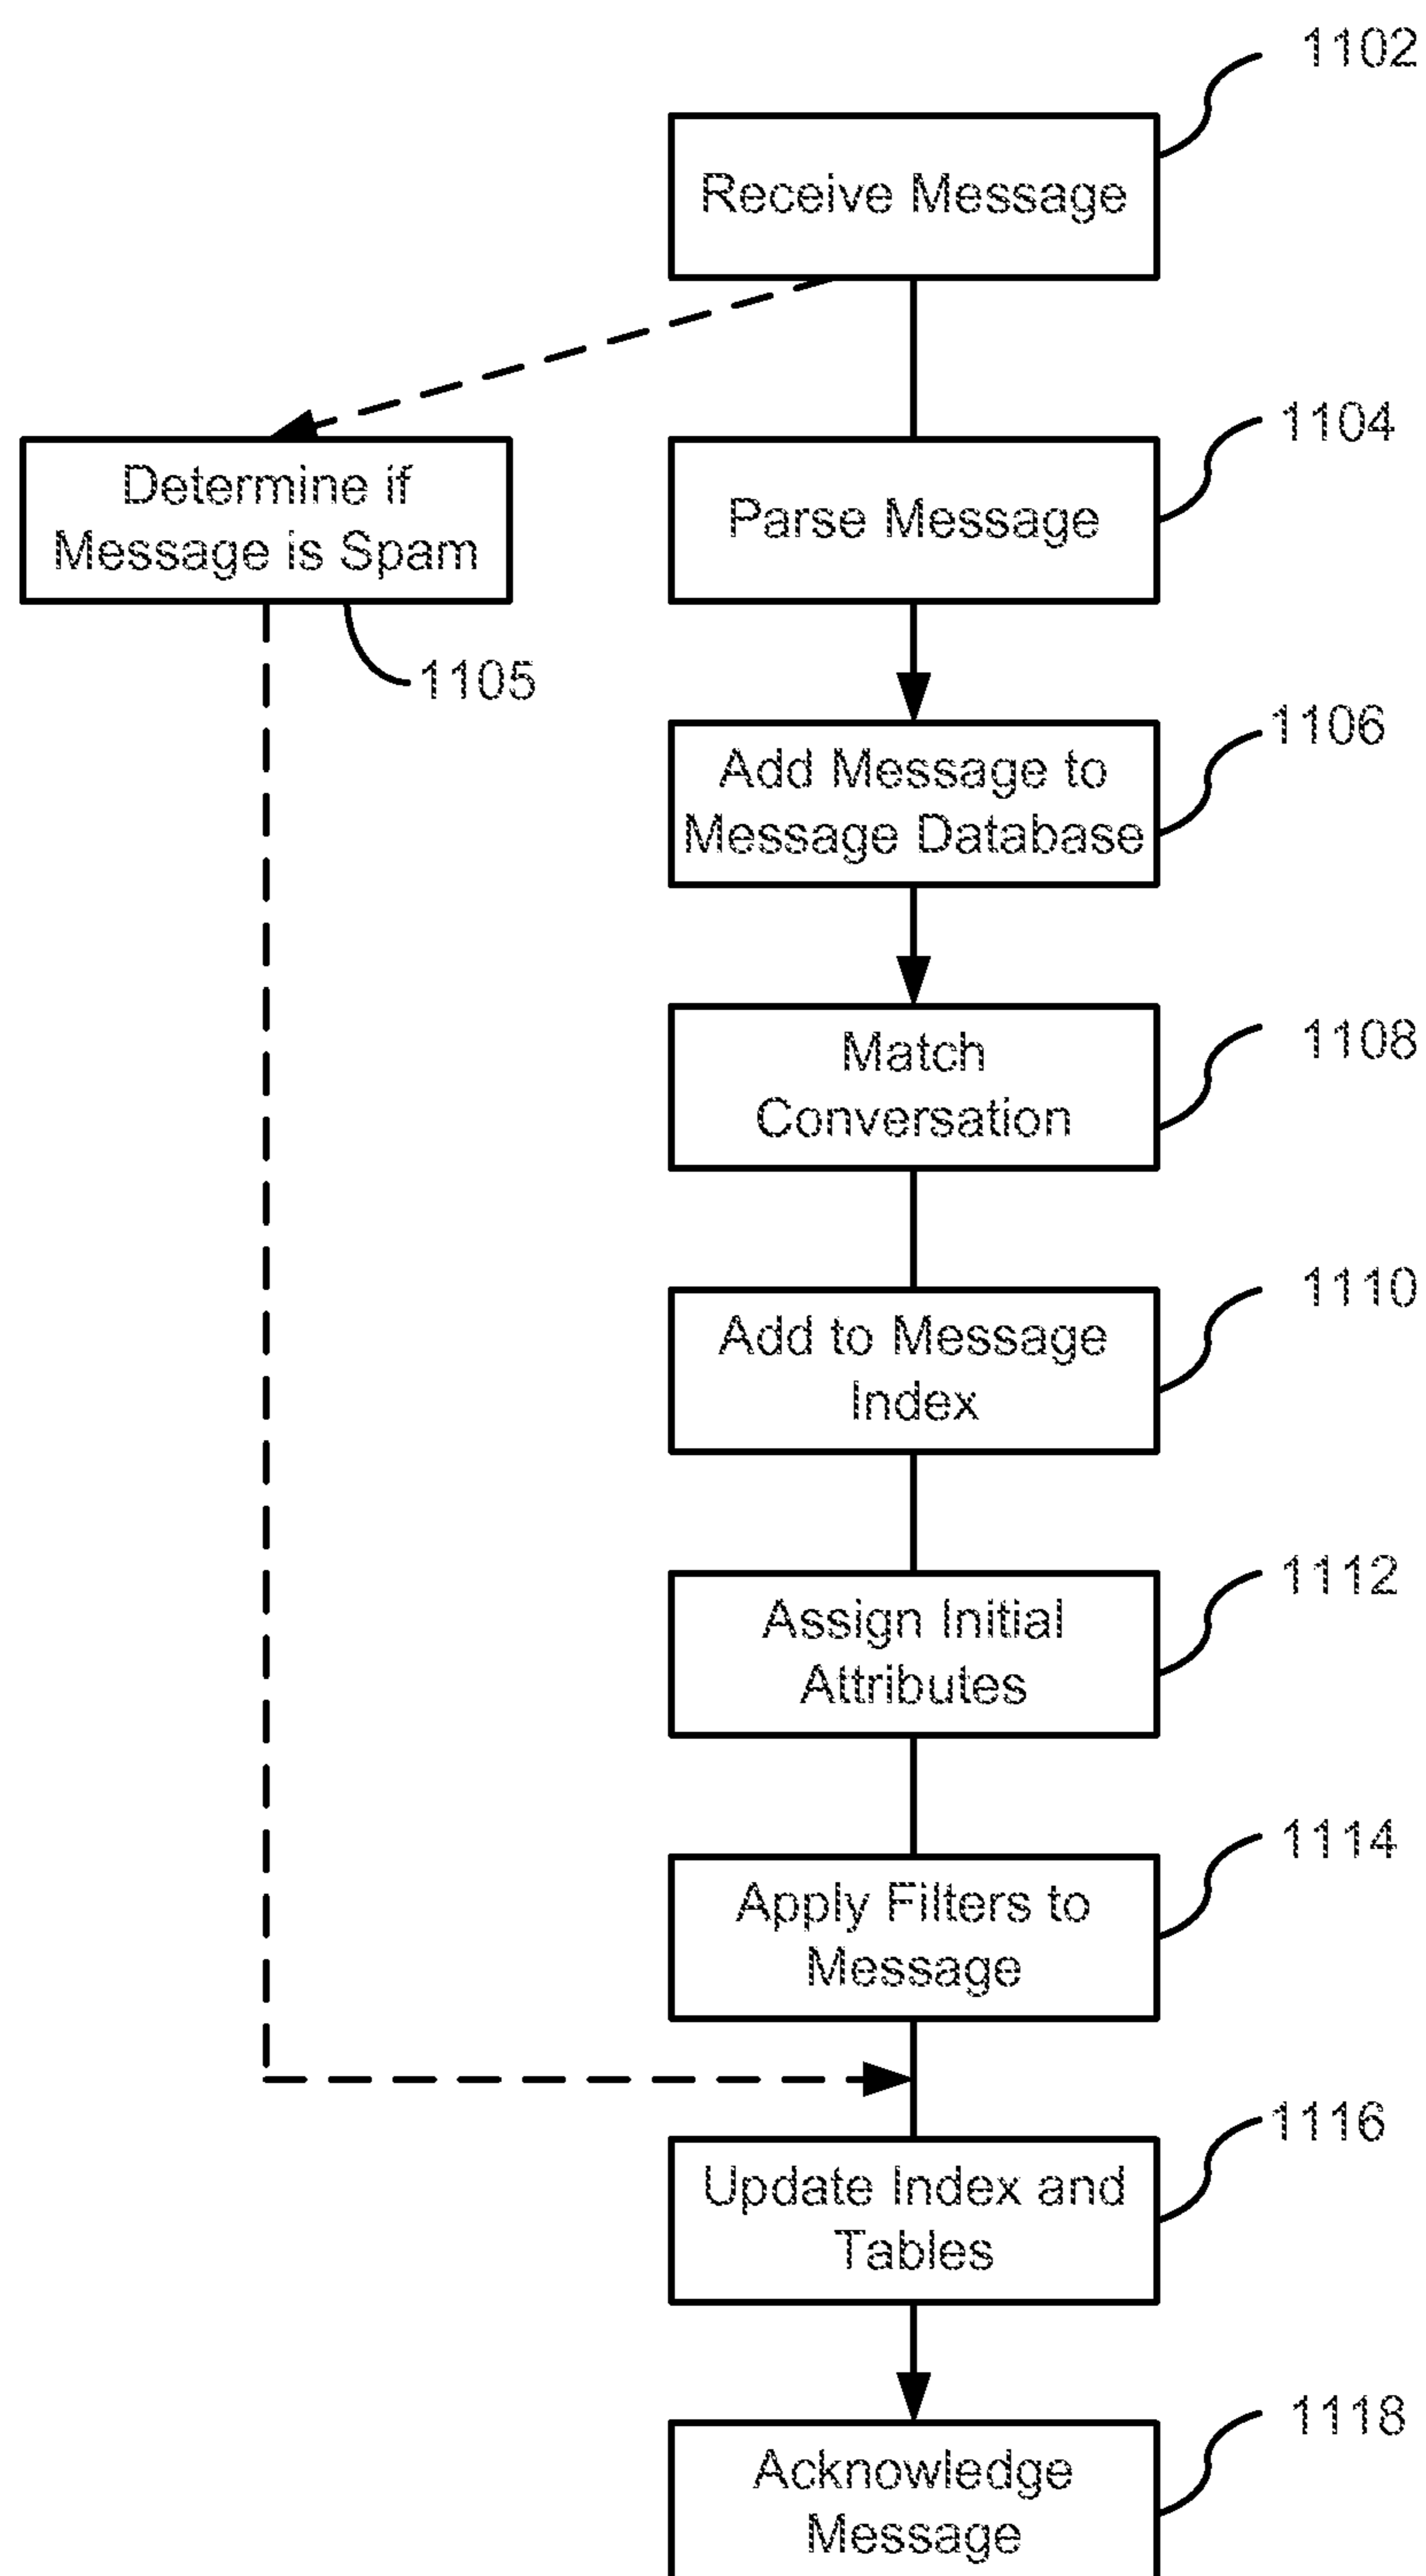 1102
Receive Message
1104
Parse Message
Determine if
Message is Spam
1105
1106
Add Message to
Message Database
1108
Match
Conversation
1110
Add to Message
Index
1112
Assign Initial
Attributes
1114
Apply Filters to
Message
1116
Update Index and
Tables
1118
Acknowledge
Message